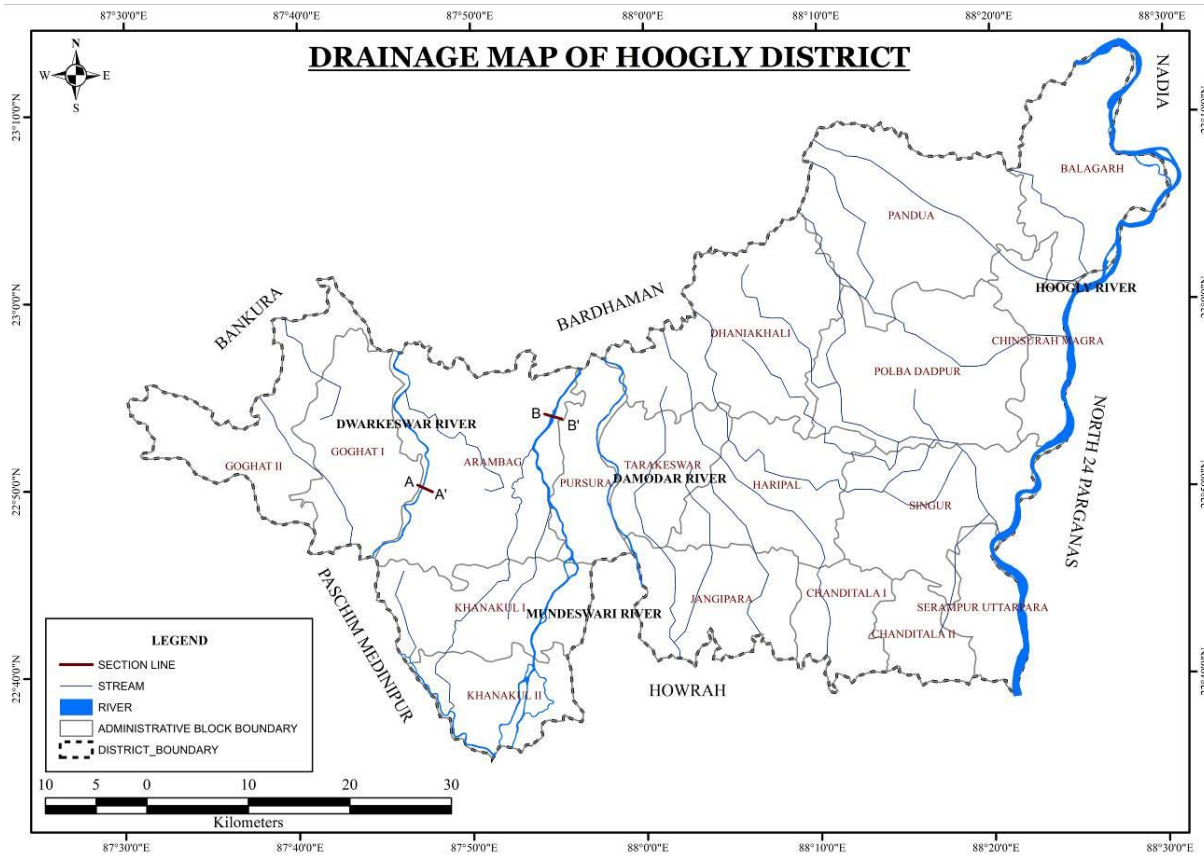 87°30'0"E
87°40'0"E
87°50'0"E
88°0'0"E
88°10'0"E
88°20'0"E
88°30'0"E
DRAINAGE MAP OF HOOGLY DISTRICT
N
W
E
S
NADIA
23°10'0"N
BALAGARH
PANDUA
HOOGLY RIVER
23°0'0"N
BANKURA
BARDHAMAN
DHANIAKHALI
CHINSURAH MAGRA
POLBA DADPUR
NORTH 24 PARGANAS
B
B'
DWARKESWAR RIVER
GOGHAT I
GOGHAT II
ARAMBAG
TARAKESWAR
PURSURA
DAMODAR RIVER
HARIPAL
SINGUR
A
A'
22°50'0"N
PASCHIM MEDINIPUR
KHANAKUL I
MUNDESWARI RIVER
JANGIPARA
CHANDITALA I
SERAMPUR UTTARPARA
CHANDITALA II
KHANAKUL II
HOWRAH
22°40'0"N
LEGEND
SECTION LINE
STREAM
RIVER
ADMINISTRATIVE BLOCK BOUNDARY
DISTRICT_BOUNDARY
10 5 0 10 20 30
Kilometers
87°30'0"E
87°40'0"E
87°50'0"E
88°0'0"E
88°10'0"E
88°20'0"E
88°30'0"E